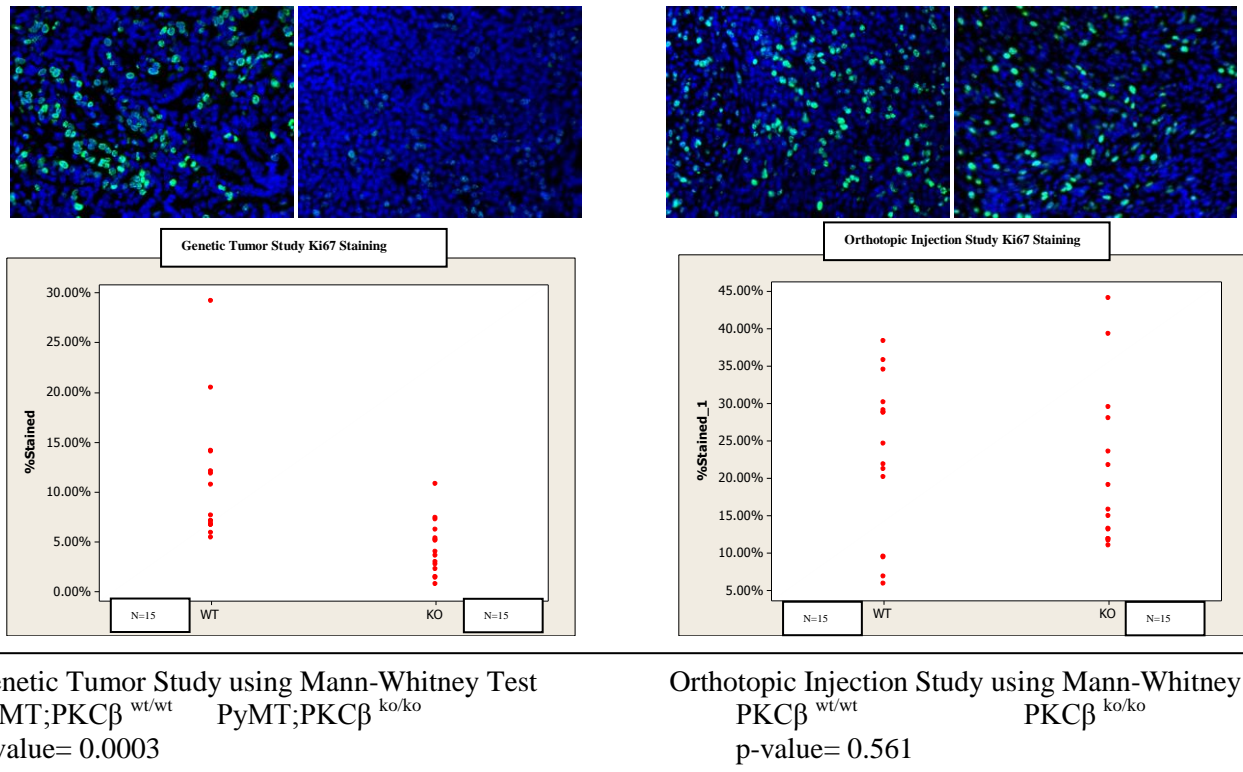 Genetic Tumor Study Ki67 Staining
30.00%
25.00%
20.00%
15.00%
10.00%
5.00%
0.00%
%Stained
N=15 WT KO N=15
Orthotopic Injection Study Ki67 Staining
45.00%
40.00%
35.00%
30.00%
25.00%
20.00%
15.00%
10.00%
5.00%
%Stained_1
N=15 WT KO N=15
enetic Tumor Study using Mann-Whitney Test
MT;PKCβ wt/wt PyMT;PKCβ ko/ko
value= 0.0003
Orthotopic Injection Study using Mann-Whitney
PKCβ wt/wt PKCβ ko/ko
p-value= 0.561